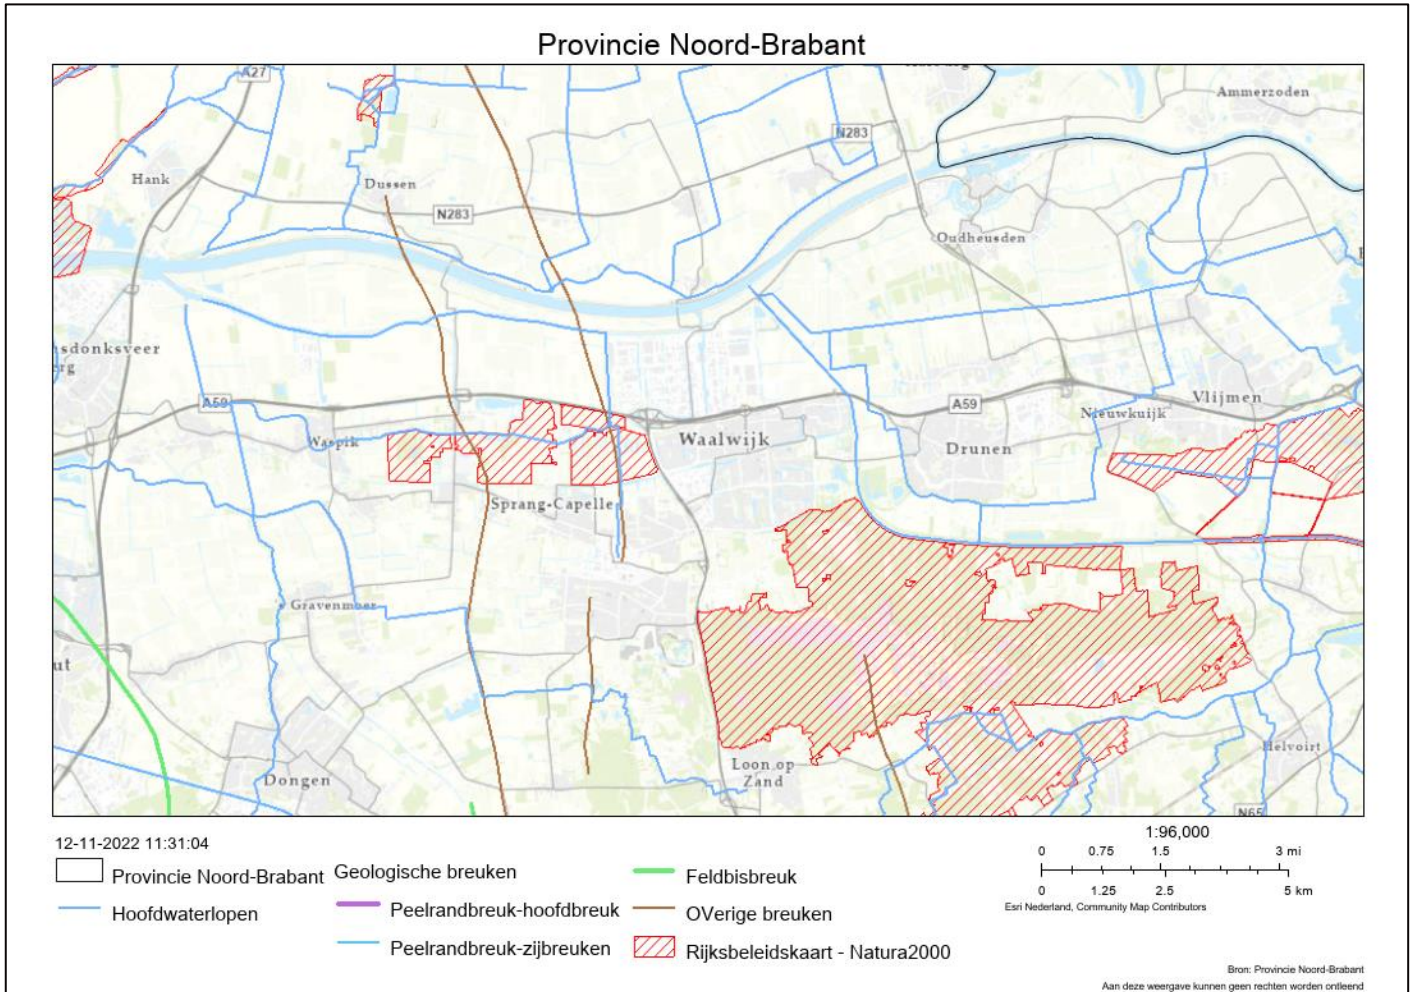 Provincie Noord-Brabant
A27
Ammerzoden
N283
Hank
Dussen
N283
Oudheusden
sdonksveer
rg
A59
A59
Vlijmen
Nieuwkuijk
Waspik
Waalwijk
Drunen
Sprang-Capelle
Gravenmoer
ut
Helvoirt
Loon op
Zand
Dongen
N65
12-11-2022 11:31:04
1:96,000
0 0.75 1.5 3 mi
0 1.25 2.5 5 km
Esri Nederland, Community Map Contributors
Provincie Noord-Brabant
Hoofdwaterlopen
Geologische breuken
Peelrandbreuk-hoofdbreuk
Peelrandbreuk-zijbreuken
Feldbisbreuk
OVerige breuken
Rijksbeleidskaart - Natura2000
Bron: Provincie Noord-Brabant
Aan deze weergave kunnen geen rechten worden ontleend